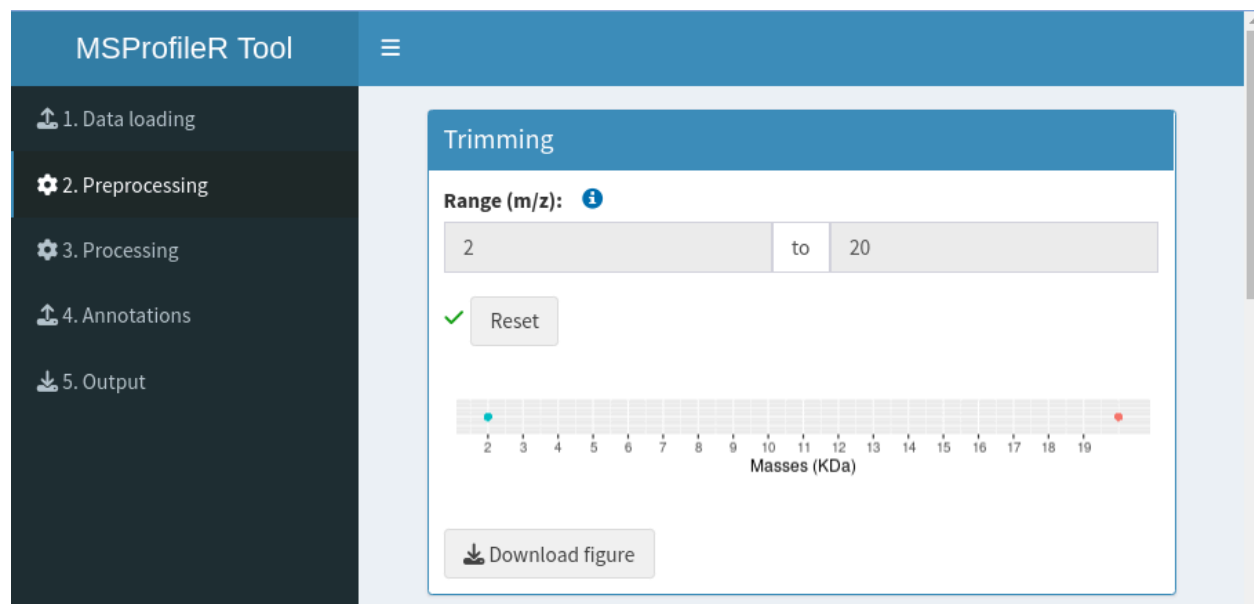 MSProfileR Tool
1. Data loading
2. Preprocessing
3. Processing
4. Annotations
5. Output
Trimming
Range (m/z):
2 to 20
Reset
2 3 4 5 6 7 8 9 10 11 12 13 14 15 16 17 18 19
Masses (KDa)
Download figure